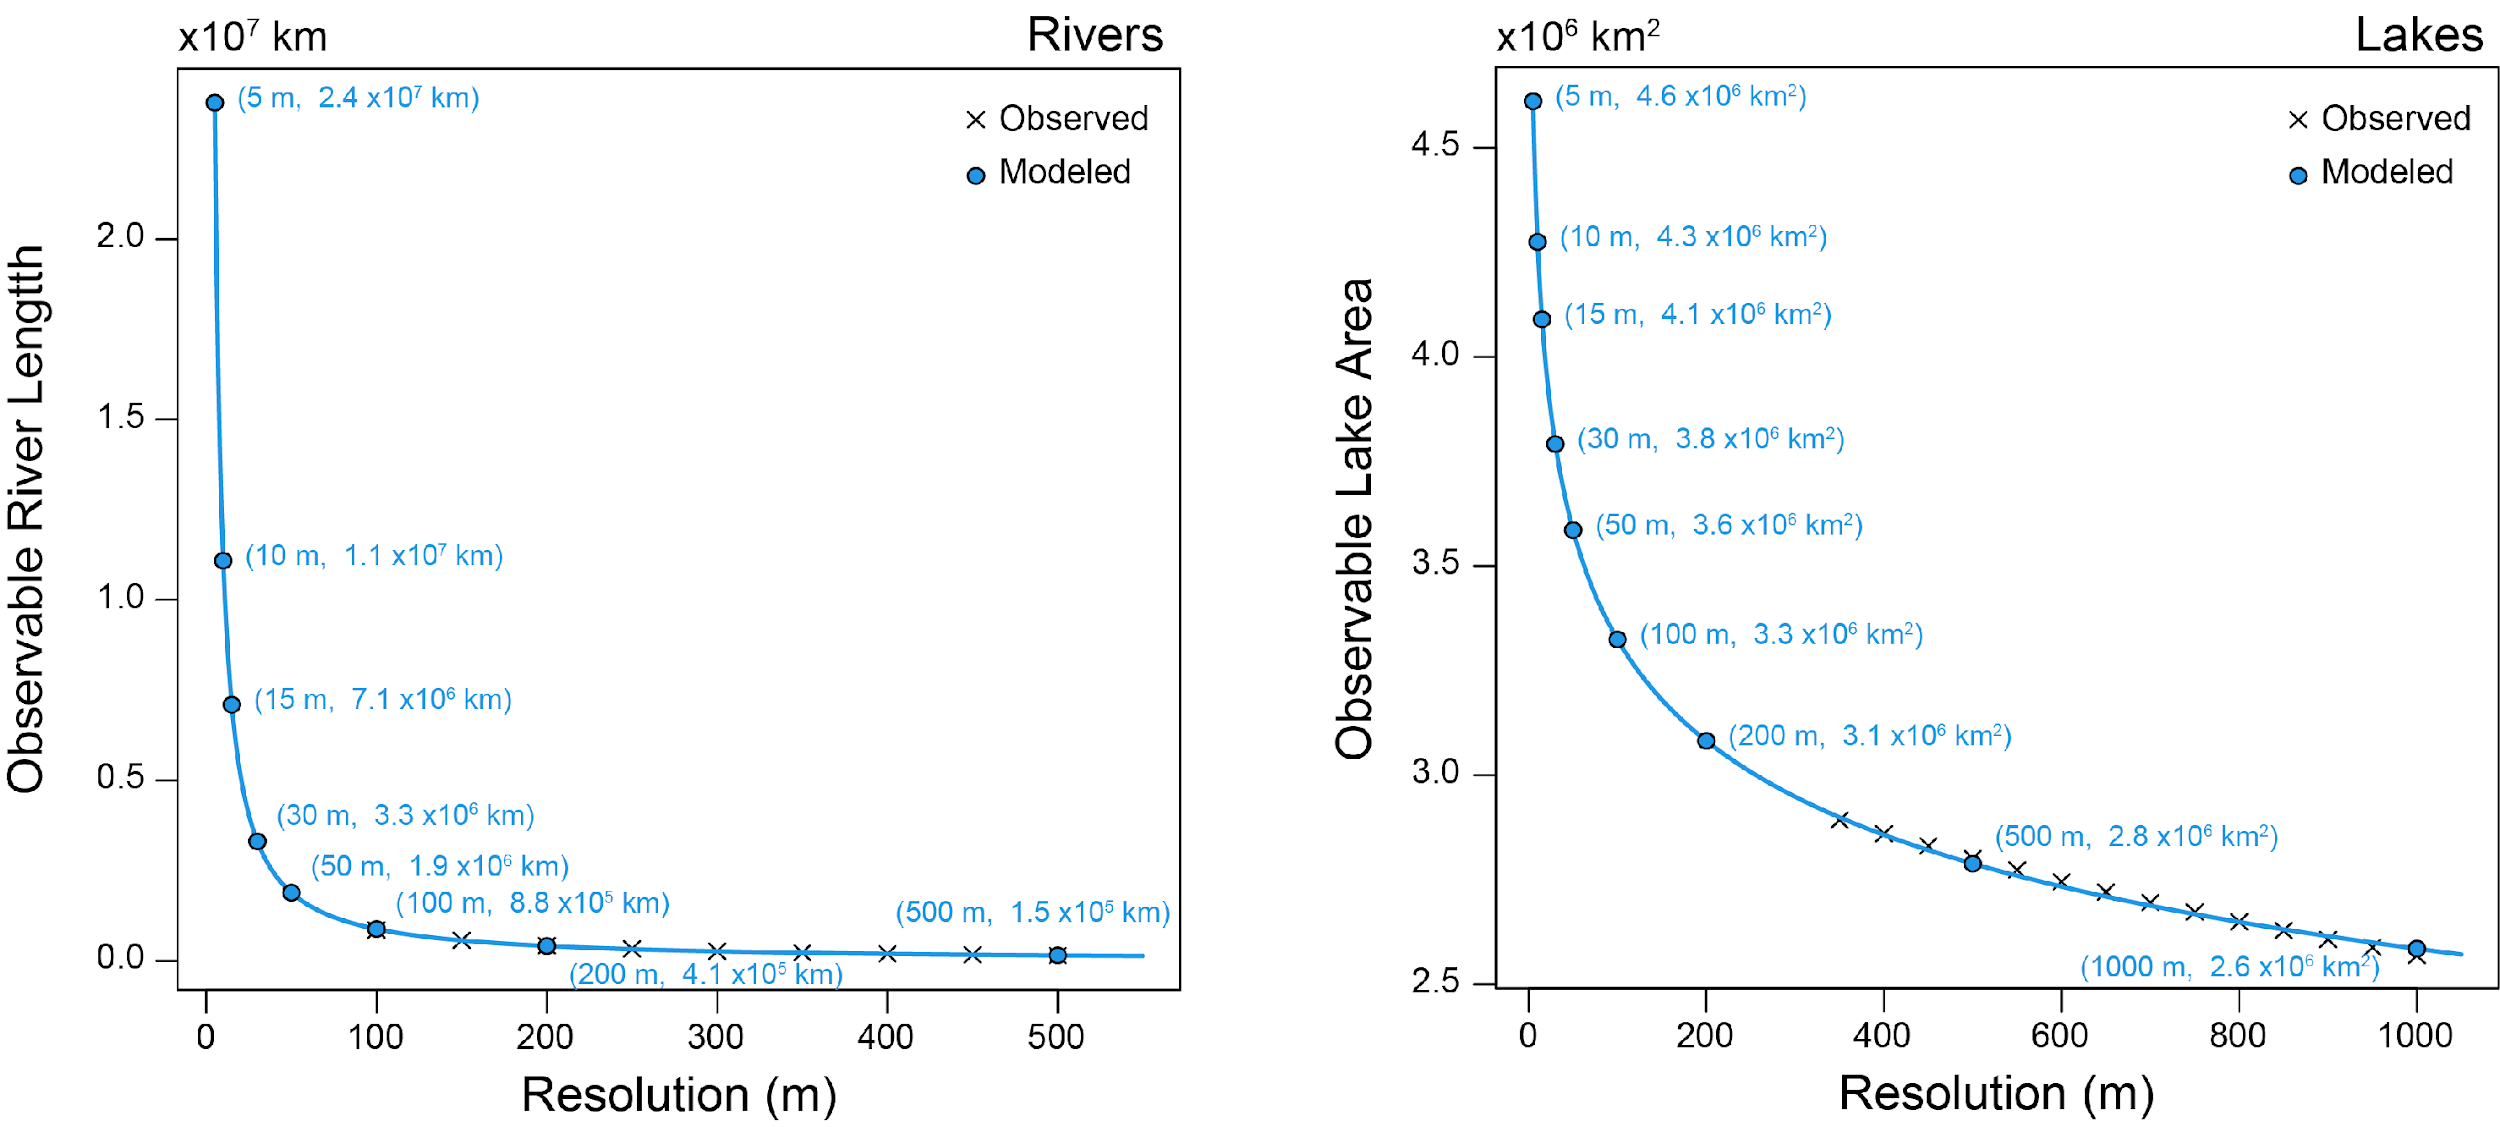 x10⁷ km
Rivers
Observed
Modeled
(5 m, 2.4 x10⁷ km)
(10 m, 1.1 x10⁷ km)
(15 m, 7.1 x10⁶ km)
(30 m, 3.3 x10⁶ km)
(50 m, 1.9 x10⁶ km)
(100 m, 8.8 x10⁵ km)
(500 m, 1.5 x10⁵ km)
(200 m, 4.1 x10⁵ km)
2.0
1.5
1.0
0.5
0.0
Observable River Lengtth
0 100 200 300 400 500
Resolution (m)
x10⁶ km²
Lakes
Observed
Modeled
(5 m, 4.6 x10⁶ km²)
(10 m, 4.3 x10⁶ km²)
(15 m, 4.1 x10⁶ km²)
(30 m, 3.8 x10⁶ km²)
(50 m, 3.6 x10⁶ km²)
(100 m, 3.3 x10⁶ km²)
(200 m, 3.1 x10⁶ km²)
(500 m, 2.8 x10⁶ km²)
(1000 m, 2.6 x10⁶ km²)
4.5
4.0
3.5
3.0
2.5
Observable Lake Area
0 200 400 600 800 1000
Resolution (m)